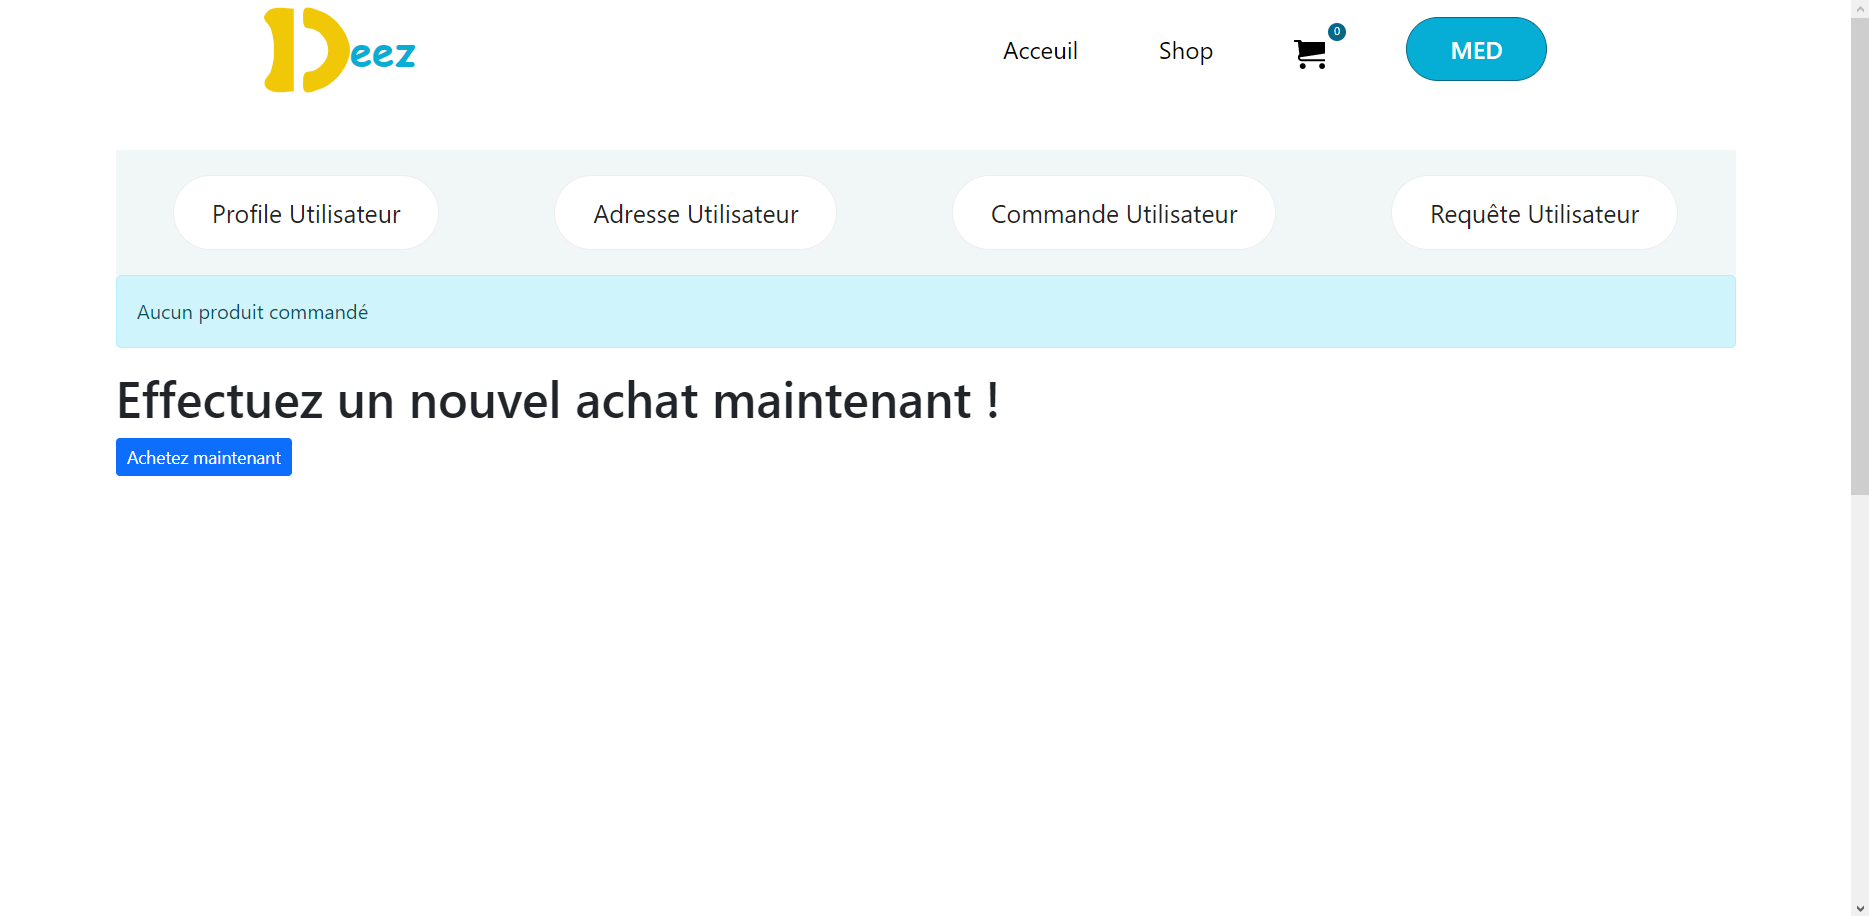 Deez
Acceuil
Shop
0
MED
Profile Utilisateur
Adresse Utilisateur
Commande Utilisateur
Requête Utilisateur
Aucun produit commandé
Effectuez un nouvel achat maintenant !
Achetez maintenant